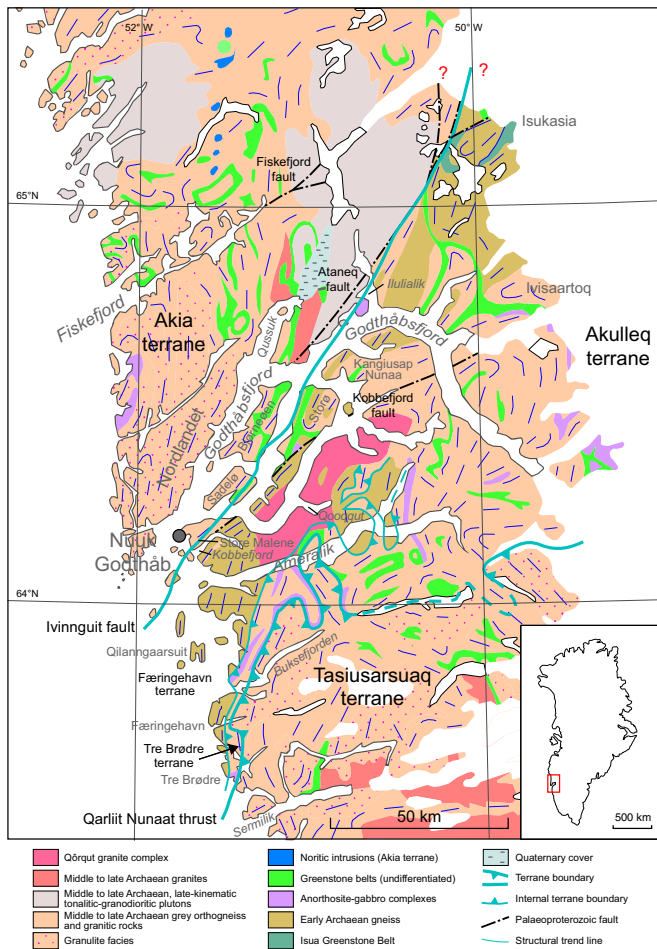 52° W
50° W
?
?
Isukasia
Fiskefjord
fault
65°N
Ataneq
fault
Ilulialik
Ivisaartoq
Fiskefjord
Akia
terrane
Qussuk
Godthåbsfjord
Akulleq
terrane
Kangiusap
Nunaa
Godthåbsfjord
Bjørneøen
Storø
Kobbefjord
fault
Nordlandet
Sadelø
Qooqqut
Nuuk
Godthåb
Store Malene
Kobbefjord
Ameralik
64°N
Ivinnguit fault
Qilanngaarsuit
Buksefjorden
Færingehavn
terrane
Tasiusarsuaq
terrane
Færingehavn
Tre Brødre
terrane
Tre Brødre
Qarliit Nunaat thrust
Sermilik
50 km
500 km
Qôrqut granite complex
Middle to late Archaean granites
Middle to late Archaean, late-kinematic
tonalitic-granodioritic plutons
Middle to late Archaean grey orthogneiss
and granitic rocks
Granulite facies
Noritic intrusions (Akia terrane)
Greenstone belts (undifferentiated)
Anorthosite-gabbro complexes
Early Archaean gneiss
Isua Greenstone Belt
Quaternary cover
Terrane boundary
Internal terrane boundary
Palaeoproterozoic fault
Structural trend line